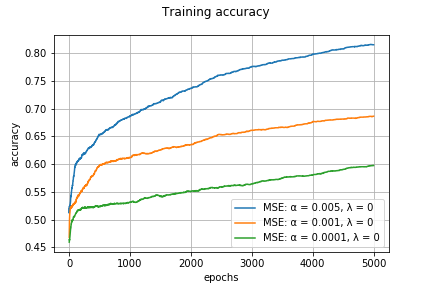 Training accuracy
accuracy
0.80
0.75
0.70
0.65
0.60
0.55
0.50
0.45
MSE: α = 0.005, λ = 0
MSE: α = 0.001, λ = 0
MSE: α = 0.0001, λ = 0
0 1000 2000 3000 4000 5000
epochs